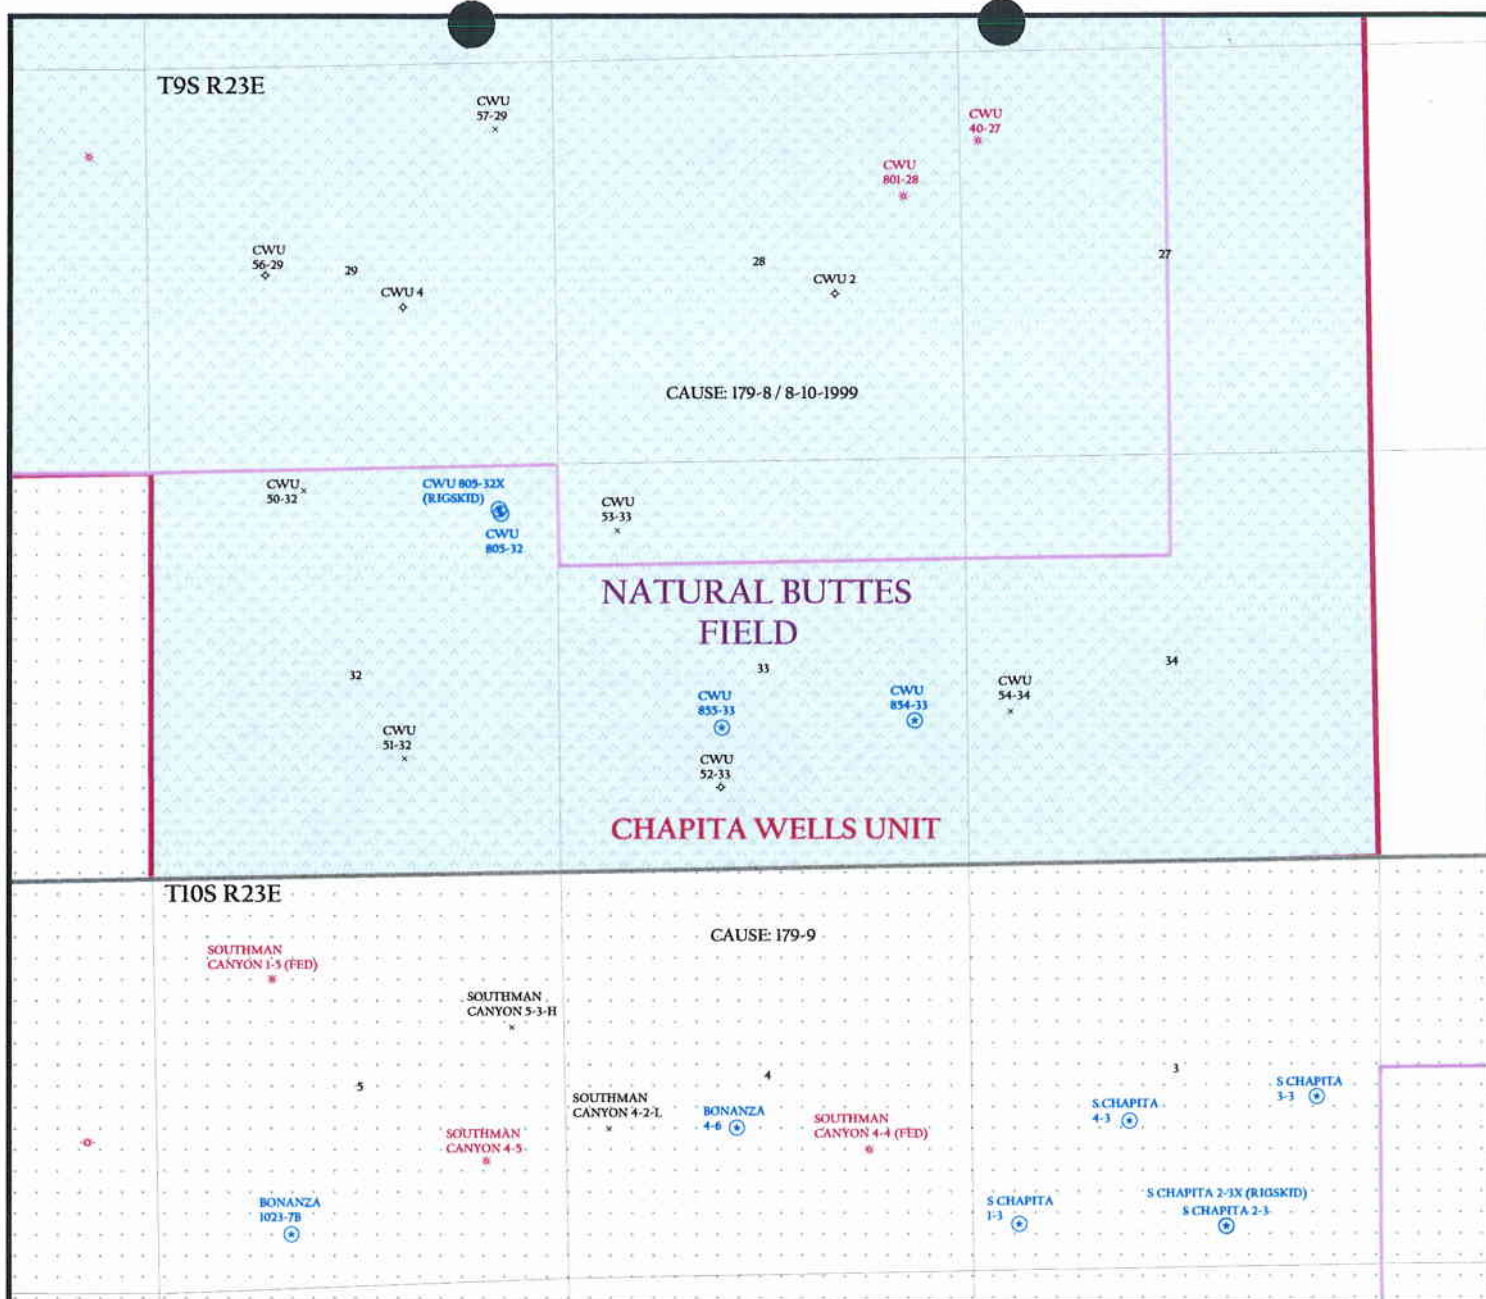 T9S R23E
CWU
57-29
CWU
40-27
CWU
801-28
CWU
56-29
29
CWU 4
28
CWU 2
27
CAUSE: 179-8 / 8-10-1999
CWU
50-32
CWU 805-32X
(RIGSKID)
CWU
805-32
CWU
53-33
NATURAL BUTTES
FIELD
32
33
34
CWU
855-33
CWU
854-33
CWU
54-34
CWU
51-32
CWU
52-33
CHAPITA WELLS UNIT
T10S R23E
CAUSE: 179-9
SOUTHMAN
CANYON 1-5 (FED)
SOUTHMAN
CANYON 5-3-H
5
4
3
S CHAPITA
3-3
SOUTHMAN
CANYON 4-2-L
BONANZA
4-6
SOUTHMAN
CANYON 4-4 (FED)
S CHAPITA
4-3
SOUTHMAN
CANYON 4-5
BONANZA
1023-7B
S CHAPITA
1-3
S CHAPITA 2-3X (RIGSKID)
S CHAPITA 2-3